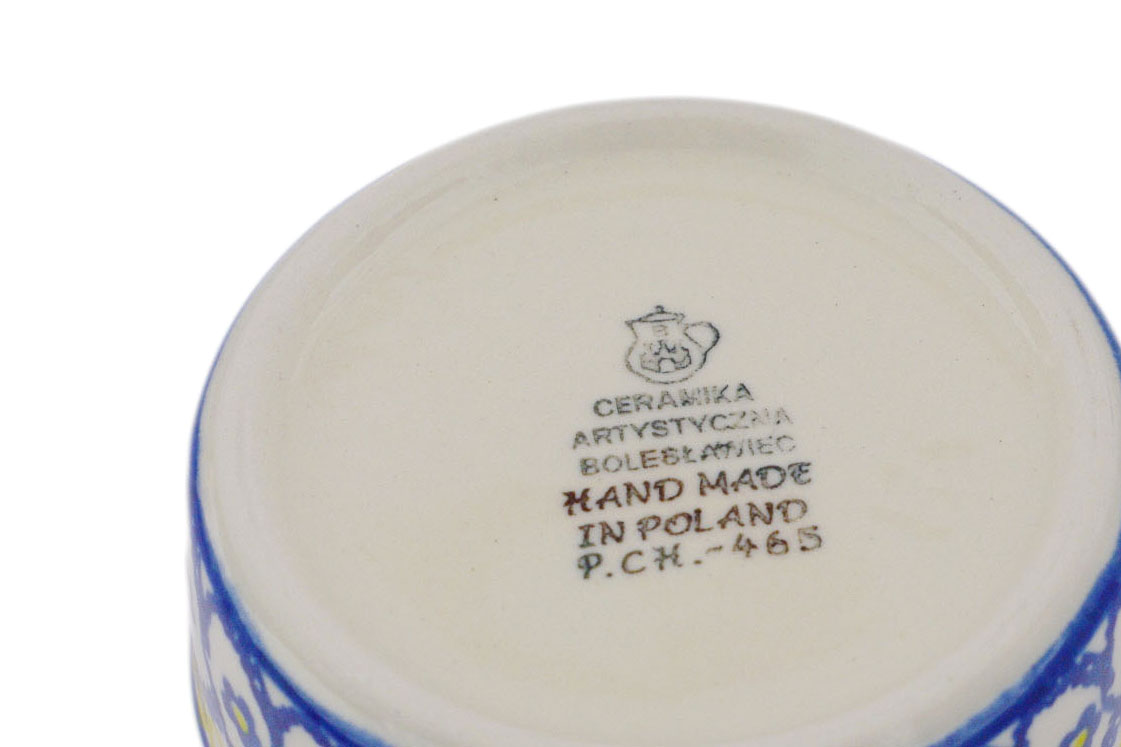 CERAMIKA
ARTYSTYCZNA
BOLESŁAWIEC
HAND MADE
IN POLAND
P.CH.-465